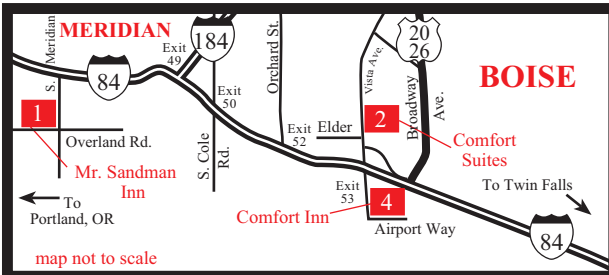 MERIDIAN
S. Meridian
Exit
49
184
84
1
Overland Rd.
Mr. Sandman
Inn
To
Portland, OR
map not to scale
Exit
50
S. Cole
Rd.
Orchard St.
Exit
52
Elder
Vista Ave.
20
26
Broadway
Ave.
BOISE
2
Comfort
Suites
Exit
53
4
Comfort Inn
Airport Way
To Twin Falls
84